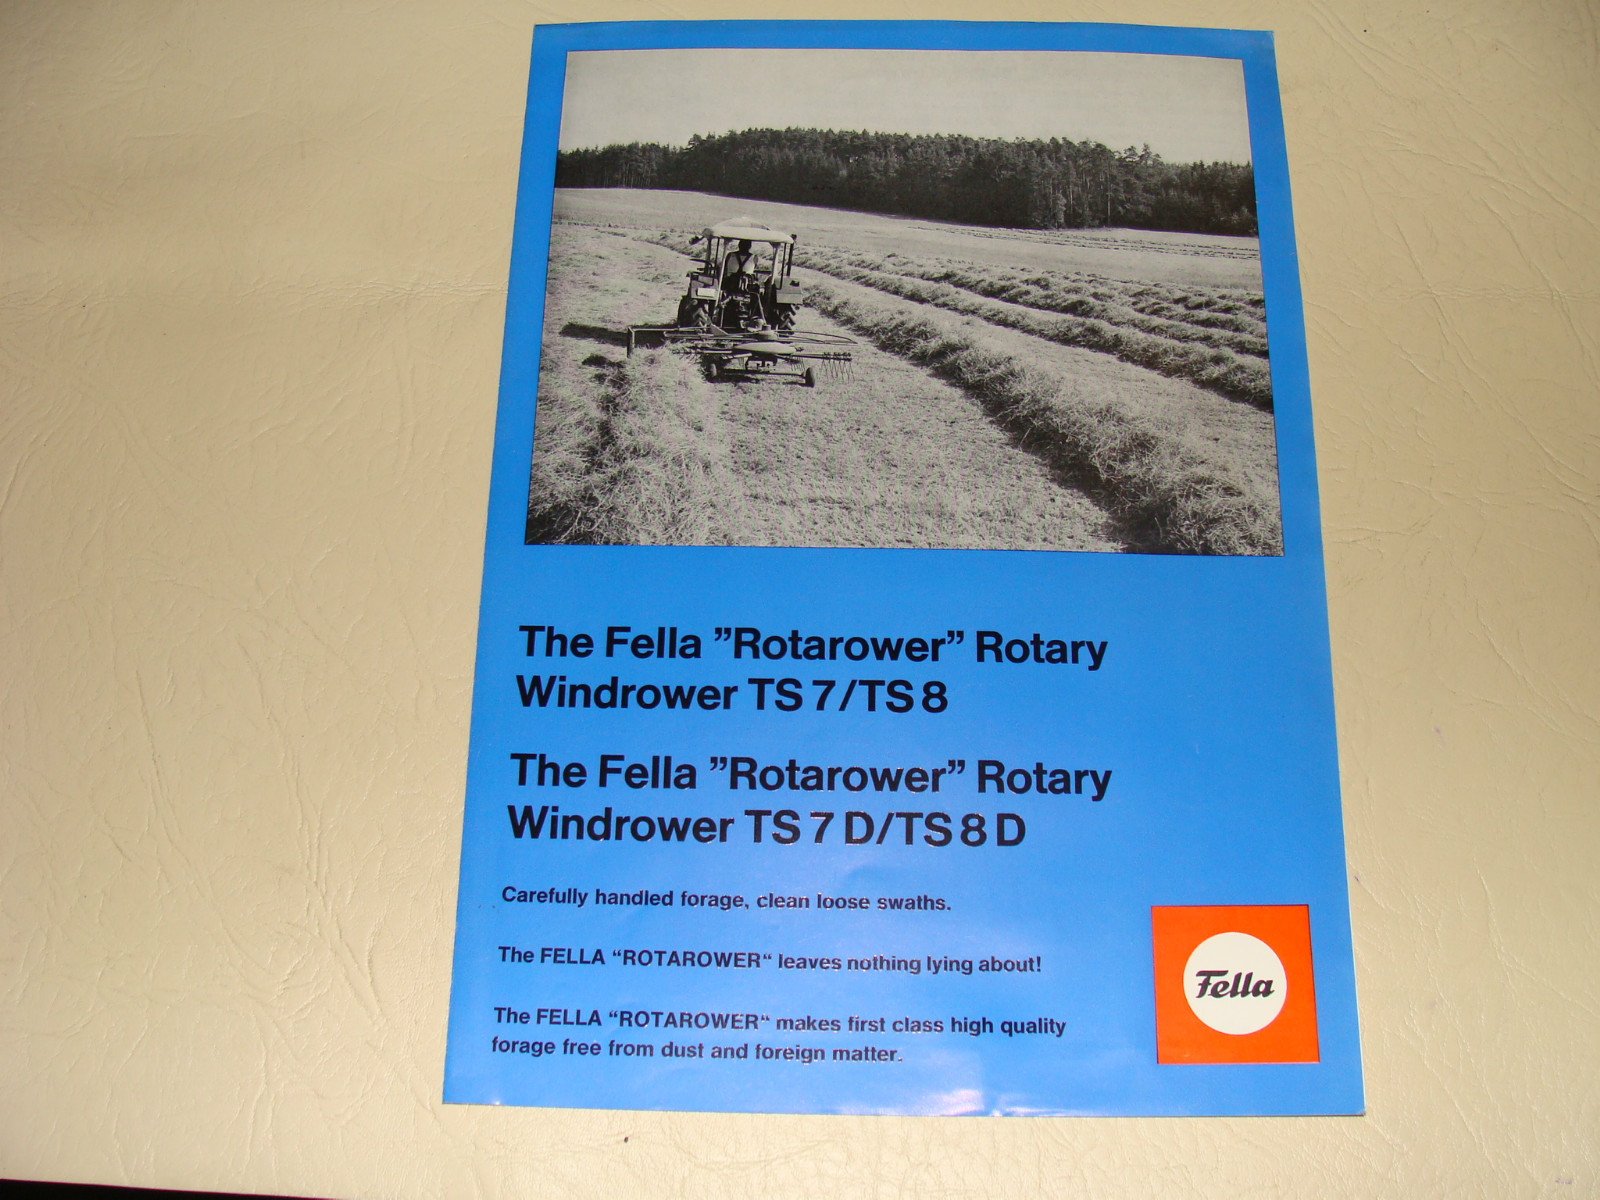 The Fella ”Rotarower” Rotary
Windrower TS 7/TS 8
The Fella ”Rotarower” Rotary
Windrower TS 7 D/TS 8 D
Carefully handled forage, clean loose swaths.
The FELLA “ROTAROWER“ leaves nothing lying about!
The FELLA “ROTAROWER“ makes first class high quality
forage free from dust and foreign matter.
Fella